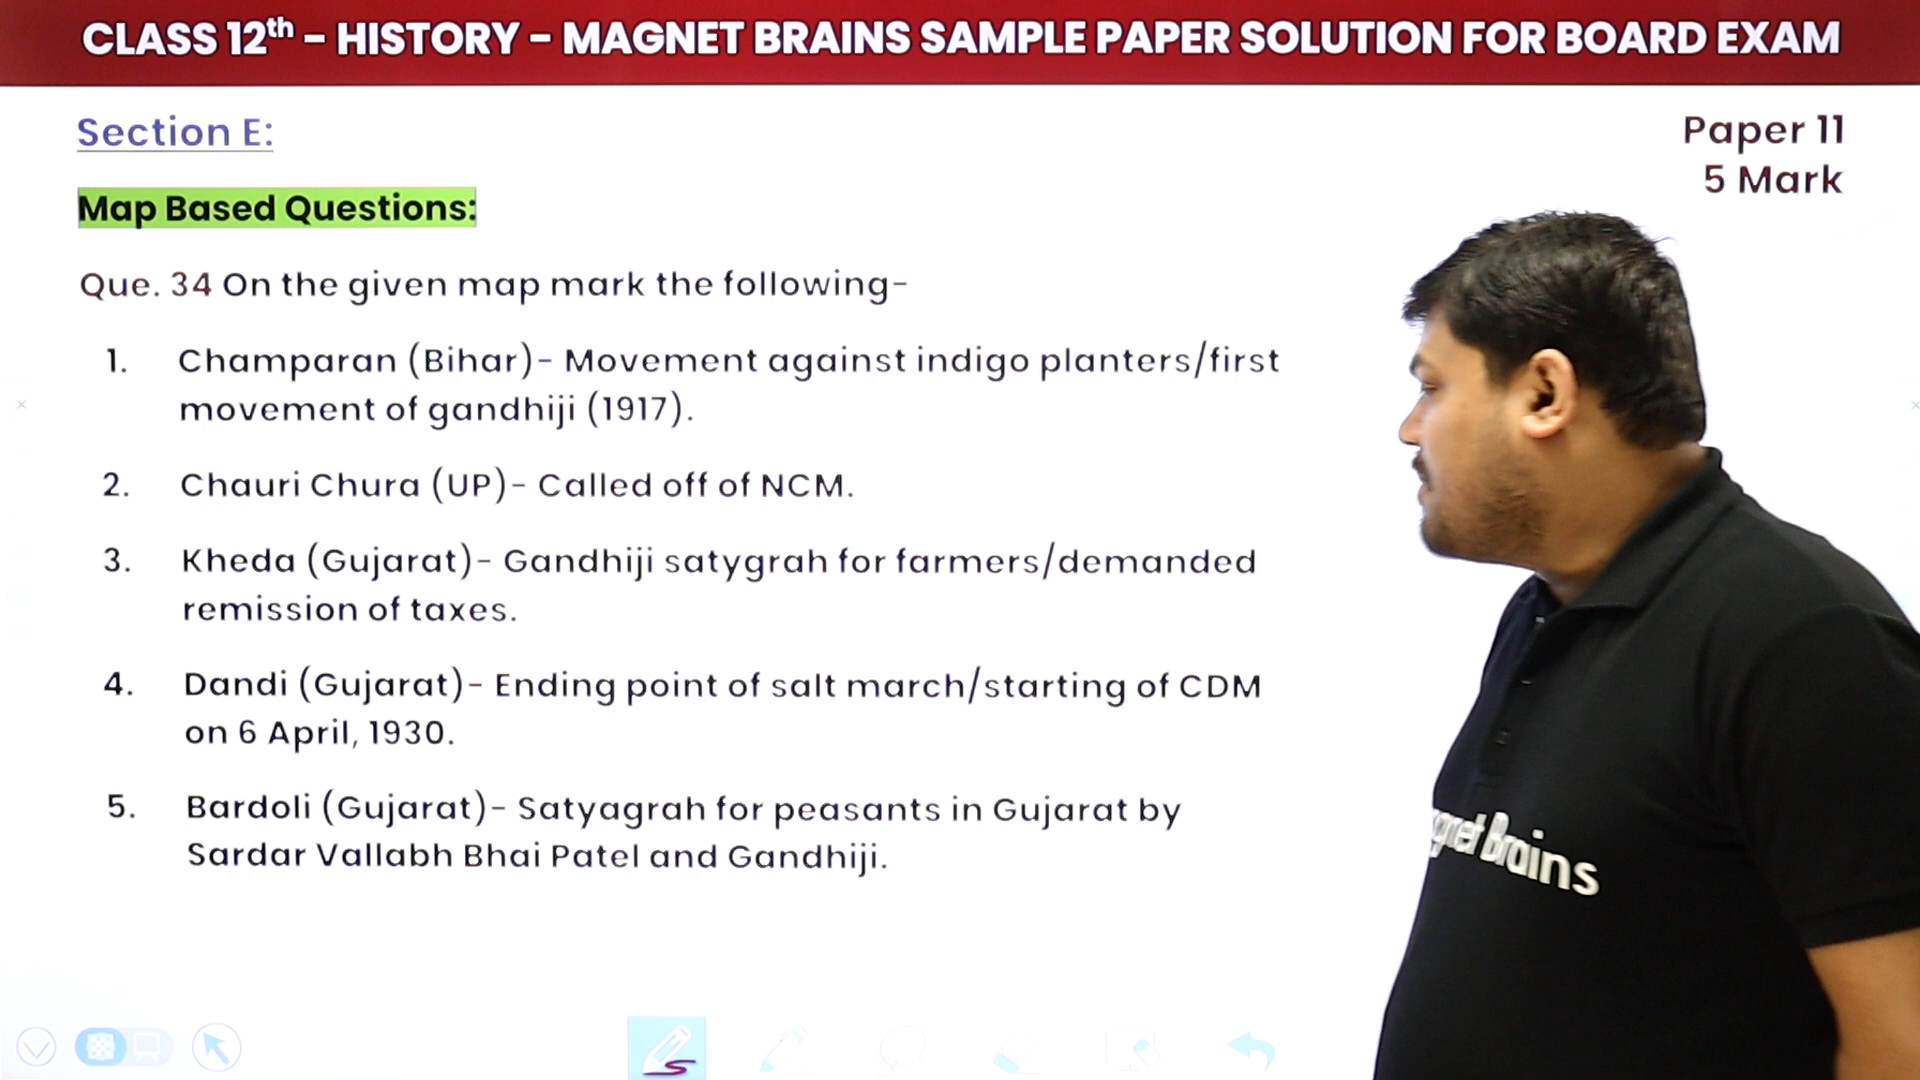 CLASS 12th - HISTORY - MAGNET BRAINS SAMPLE PAPER SOLUTION FOR BOARD EXAM
Section E:
Paper 11
5 Mark
Map Based Questions:
Que. 34 On the given map mark the following-
1. Champaran (Bihar)- Movement against indigo planters/first
movement of gandhiji (1917).
2. Chauri Chura (UP)- Called off of NCM.
3. Kheda (Gujarat)- Gandhiji satygrah for farmers/demanded
remission of taxes.
4. Dandi (Gujarat)- Ending point of salt march/starting of CDM
on 6 April, 1930.
5. Bardoli (Gujarat)- Satyagrah for peasants in Gujarat by
Sardar Vallabh Bhai Patel and Gandhiji.
Brains